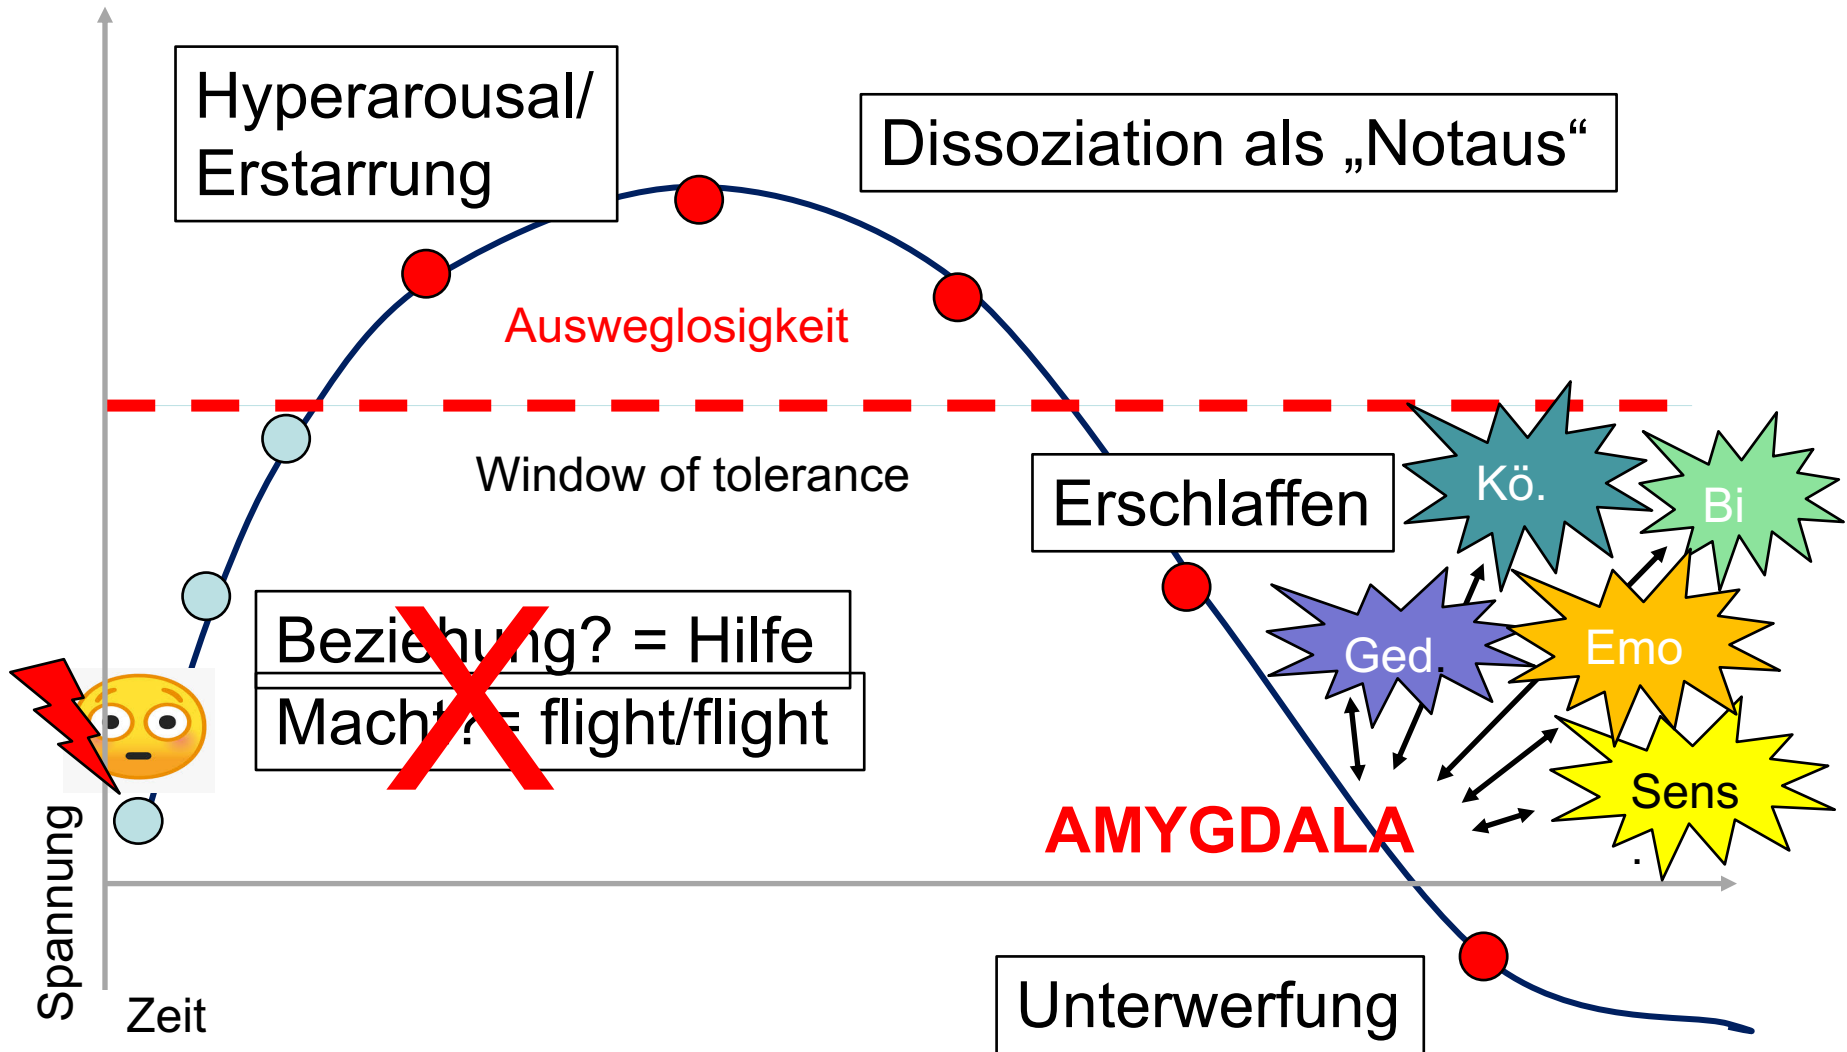 Hyperarousal/
Erstarrung
Dissoziation als „Notaus“
Ausweglosigkeit
Window of tolerance
Erschlaffen
Kö.
Bi
Beziehung? = Hilfe
Macht?= flight/flight
X
Ged.
Emo
Sens
.
AMYGDALA
Spannung
Zeit
Unterwerfung